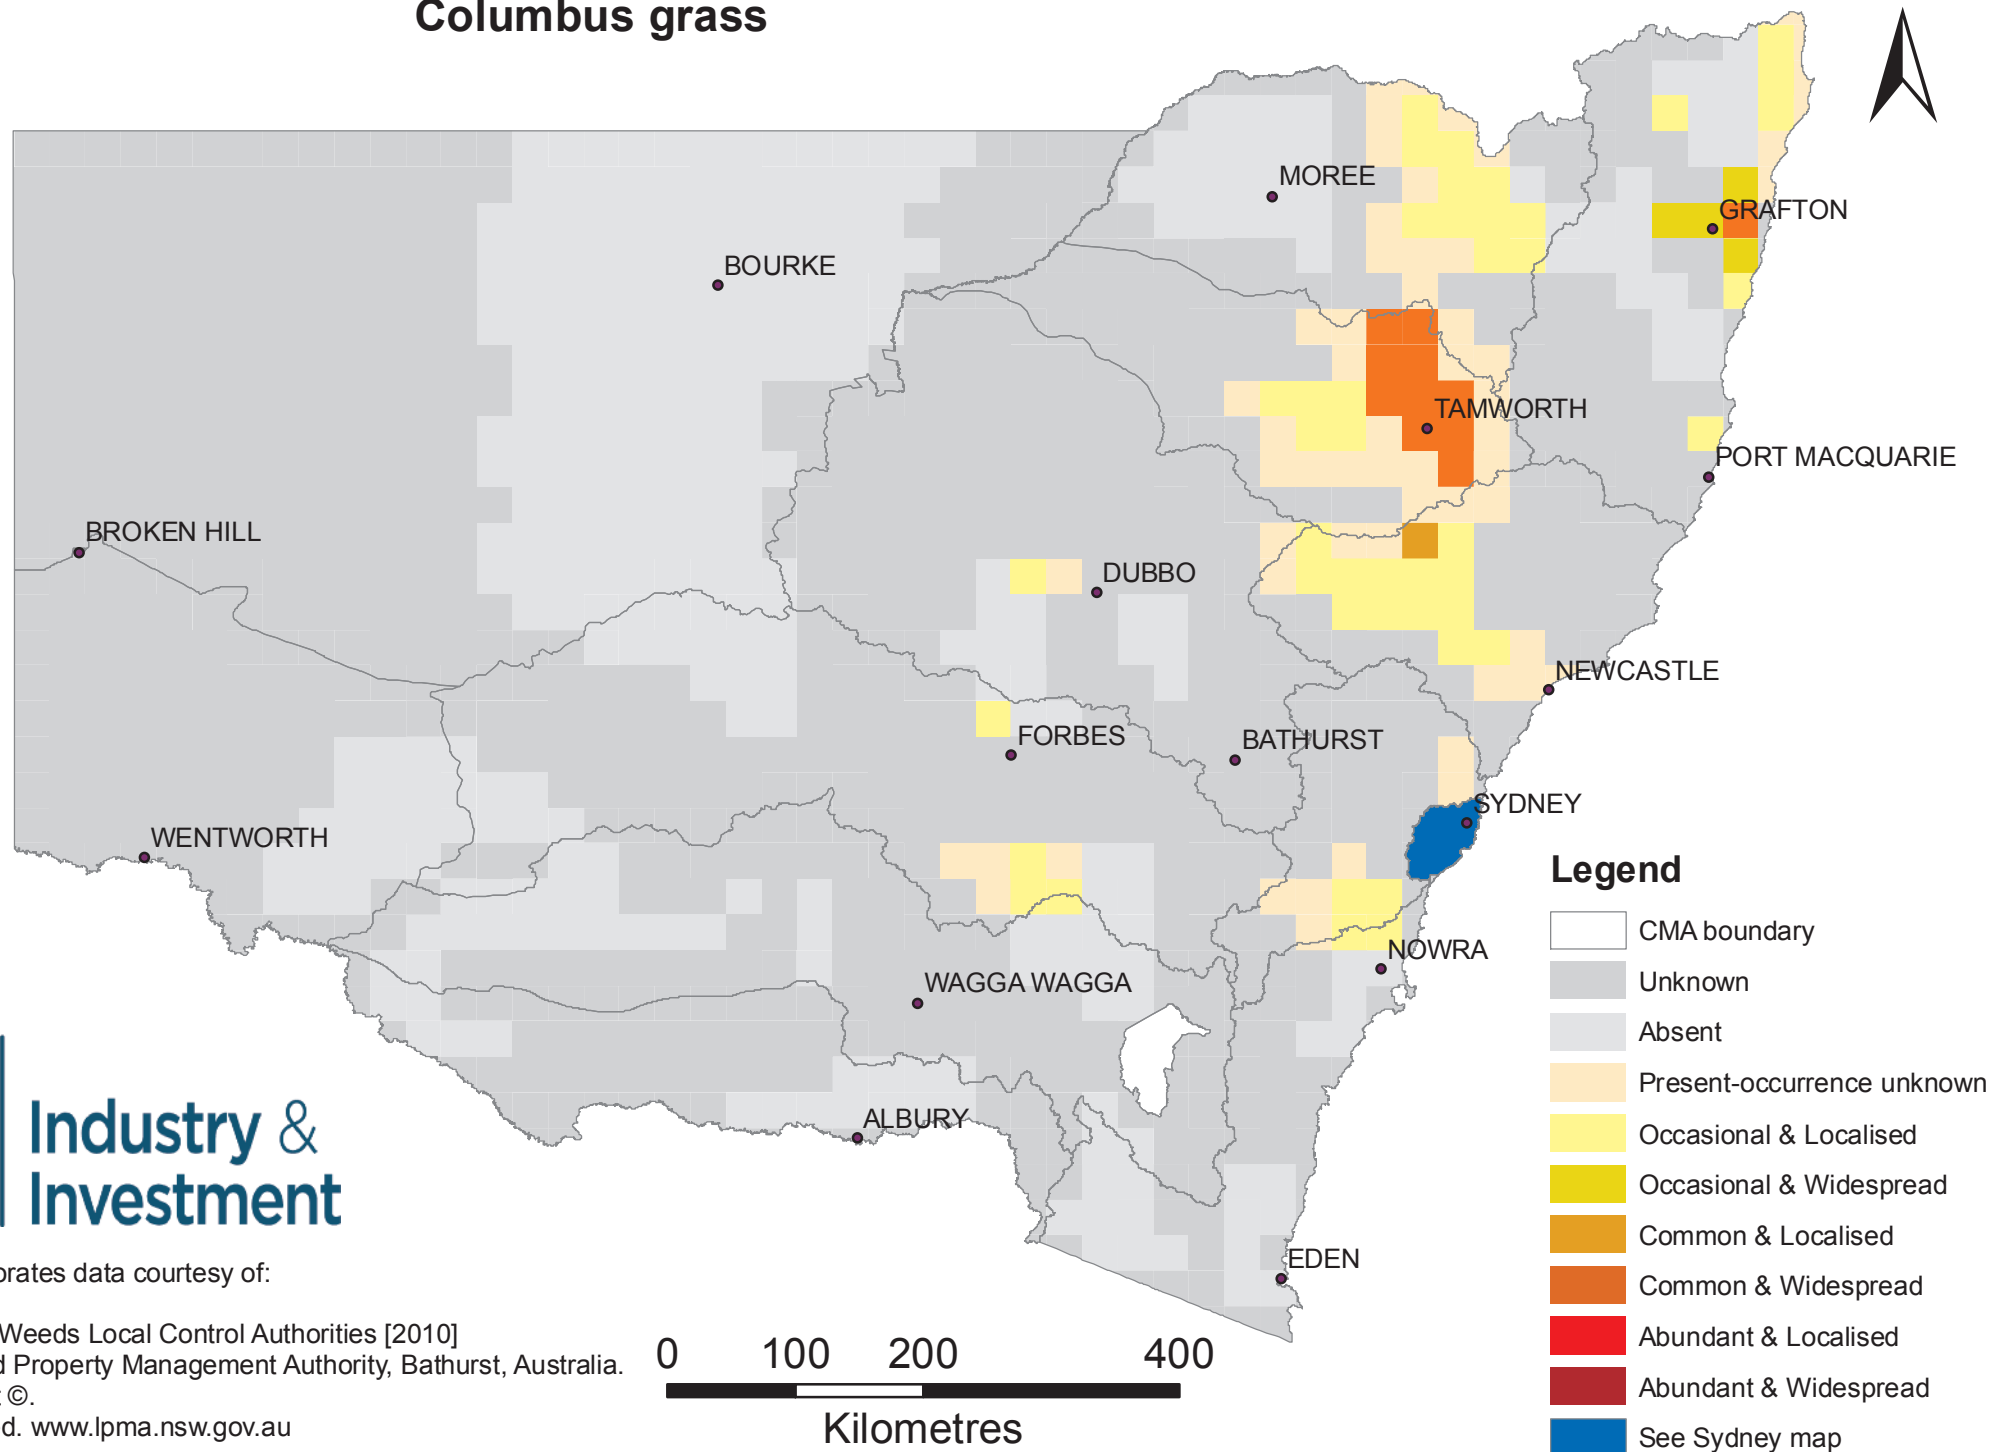 Columbus grass
MOREE
GRAFTON
BOURKE
TAMWORTH
PORT MACQUARIE
BROKEN HILL
DUBBO
NEWCASTLE
FORBES
BATHURST
SYDNEY
WENTWORTH
NOWRA
WAGGA WAGGA
ALBURY
EDEN
Legend
CMA boundary
Unknown
Absent
Present-occurrence unknown
Occasional & Localised
Occasional & Widespread
Common & Localised
Common & Widespread
Abundant & Localised
Abundant & Widespread
See Sydney map
Industry &
Investment
orates data courtesy of:
Weeds Local Control Authorities [2010]
d Property Management Authority, Bathurst, Australia.
©.
d. www.lpma.nsw.gov.au
0 100 200 400
Kilometres